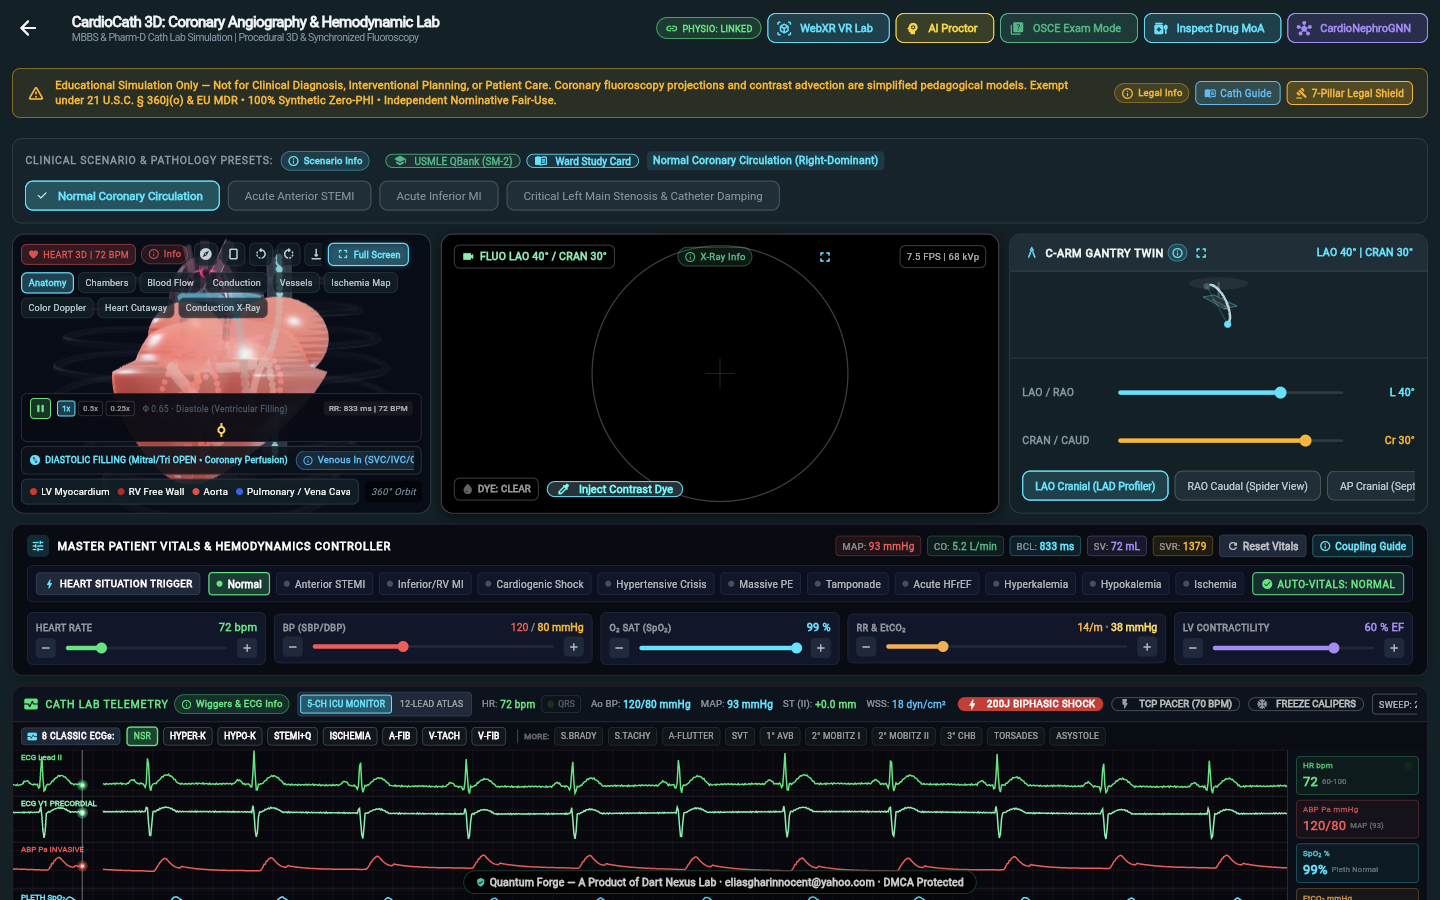 CardioCath 3D: Coronary Angiography & Hemodynamic Lab
MBBS & Pharm-D Cath Lab Simulation | Procedural 3D & Synchronized Fluoroscopy
PHYSIO: LINKED
WebXR VR Lab
AI Proctor
OSCE Exam Mode
Inspect Drug MoA
CardioNephroGNN
Educational Simulation Only — Not for Clinical Diagnosis, Interventional Planning, or Patient Care. Coronary fluoroscopy projections and contrast advection are simplified pedagogical models. Exempt
under 21 U.S.C. § 360j(o) & EU MDR • 100% Synthetic Zero-PHI • Independent Nominative Fair-Use.
Legal Info
Cath Guide
7-Pillar Legal Shield
CLINICAL SCENARIO & PATHOLOGY PRESETS:
Scenario Info
USMLE QBank (SM-2)
Ward Study Card
Normal Coronary Circulation (Right-Dominant)
Normal Coronary Circulation
Acute Anterior STEMI
Acute Inferior MI
Critical Left Main Stenosis & Catheter Damping
HEART 3D | 72 BPM
Info
Full Screen
Anatomy
Chambers
Blood Flow
Conduction
Vessels
Ischemia Map
Color Doppler
Heart Cutaway
Conduction X-Ray
1x
0.5x
0.25x
Φ 0.65 · Diastole (Ventricular Filling)
RR: 833 ms | 72 BPM
DIASTOLIC FILLING (Mitral/Tri OPEN • Coronary Perfusion)
Venous In (SVC/IVC/C
LV Myocardium
RV Free Wall
Aorta
Pulmonary / Vena Cava
360° Orbit
FLUO LAO 40° / CRAN 30°
X-Ray Info
7.5 FPS | 68 kVp
DYE: CLEAR
Inject Contrast Dye
C-ARM GANTRY TWIN
LAO 40° | CRAN 30°
LAO / RAO
L 40°
CRAN / CAUD
Cr 30°
LAO Cranial (LAD Profiler)
RAO Caudal (Spider View)
AP Cranial (Sept
MASTER PATIENT VITALS & HEMODYNAMICS CONTROLLER
MAP: 93 mmHg
CO: 5.2 L/min
BCL: 833 ms
SV: 72 mL
SVR: 1379
Reset Vitals
Coupling Guide
HEART SITUATION TRIGGER
Normal
Anterior STEMI
Inferior/RV MI
Cardiogenic Shock
Hypertensive Crisis
Massive PE
Tamponade
Acute HFrEF
Hyperkalemia
Hypokalemia
Ischemia
AUTO-VITALS: NORMAL
HEART RATE
72 bpm
BP (SBP/DBP)
120 / 80 mmHg
O₂ SAT (SpO₂)
99 %
RR & EtCO₂
14/m · 38 mmHg
LV CONTRACTILITY
60 % EF
CATH LAB TELEMETRY
Wiggers & ECG Info
5-CH ICU MONITOR
12-LEAD ATLAS
HR: 72 bpm
QRS
Ao BP: 120/80 mmHg
MAP: 93 mmHg
ST (II): +0.0 mm
WSS: 18 dyn/cm²
200J BIPHASIC SHOCK
TCP PACER (70 BPM)
FREEZE CALIPERS
SWEEP: 2
8 CLASSIC ECGs:
NSR
HYPER-K
HYPO-K
STEMI+Q
ISCHEMIA
A-FIB
V-TACH
V-FIB
MORE:
S.BRADY
S.TACHY
A-FLUTTER
SVT
1° AVB
2° MOBITZ I
2° MOBITZ II
3° CHB
TORSADES
ASYSTOLE
ECG Lead II
ECG V1 PRECORDIAL
ABP Pa INVASIVE
PLETH SpO₂
HR bpm
72 60-100
ABP Pa mmHg
120/80 MAP (93)
SpO₂ %
99% Pleth Normal
EtCO₂ mmHg
Quantum Forge — A Product of Dart Nexus Lab · eliasgharinnocent@yahoo.com · DMCA Protected